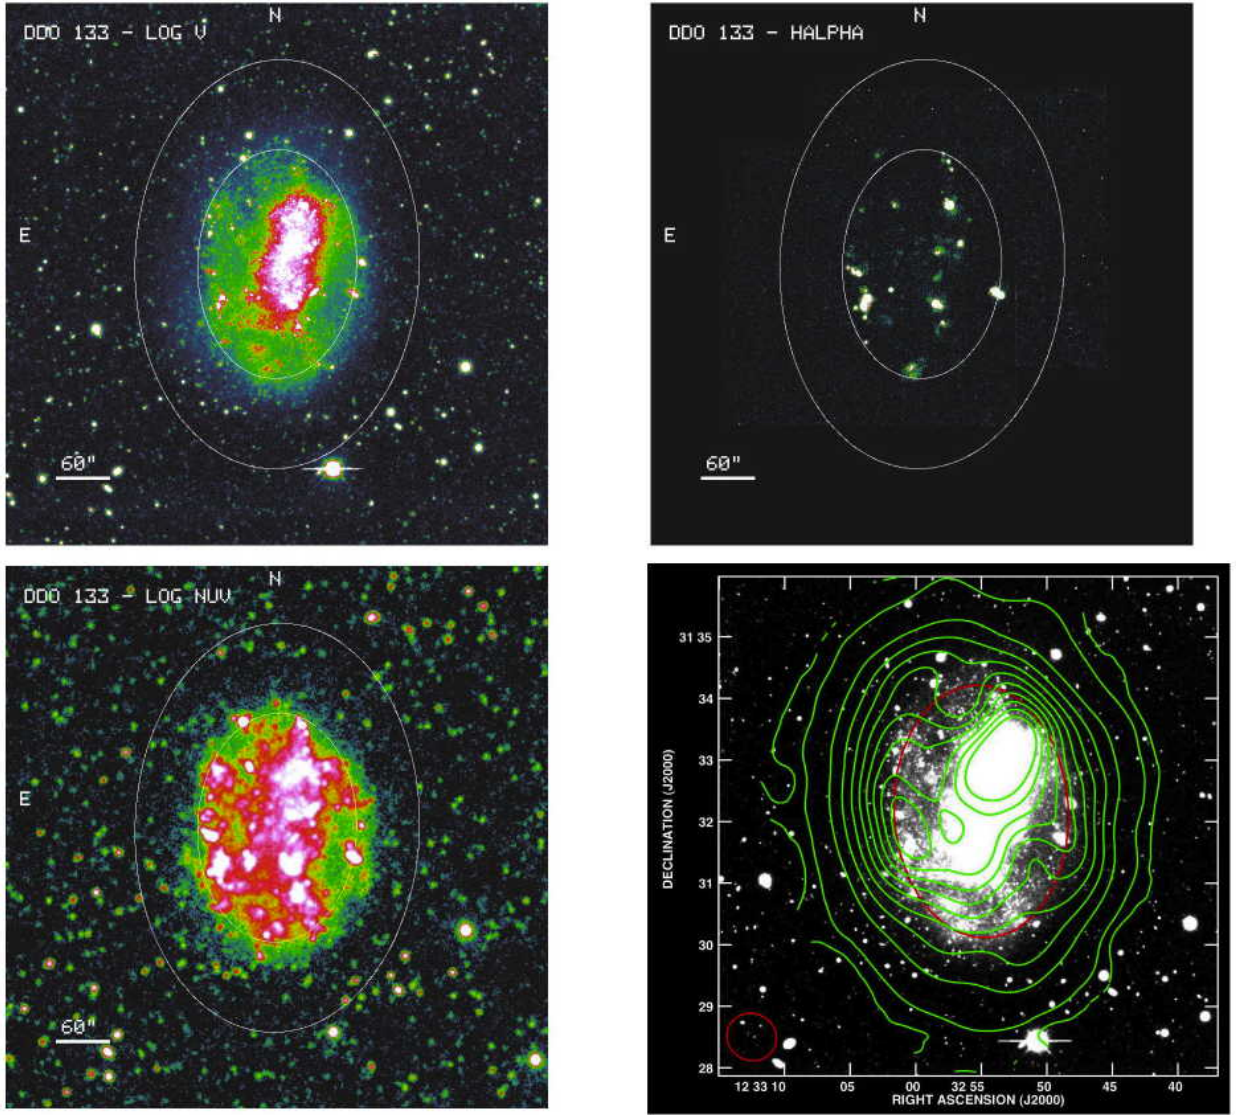 DDO 133 - LOG V
N
E
60"
DDO 133 - HALPHA
N
E
60"
DDO 133 - LOG NUV
N
E
60"
DECLINATION (J2000)
31 35
34
33
32
31
30
29
28
12 33 10
05
00
32 55
50
45
40
RIGHT ASCENSION (J2000)